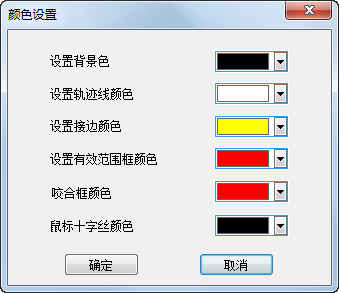 颜色设置
设置背景色
设置轨迹线颜色
设置接边颜色
设置有效范围框颜色
咬合框颜色
鼠标十字丝颜色
确定 取消